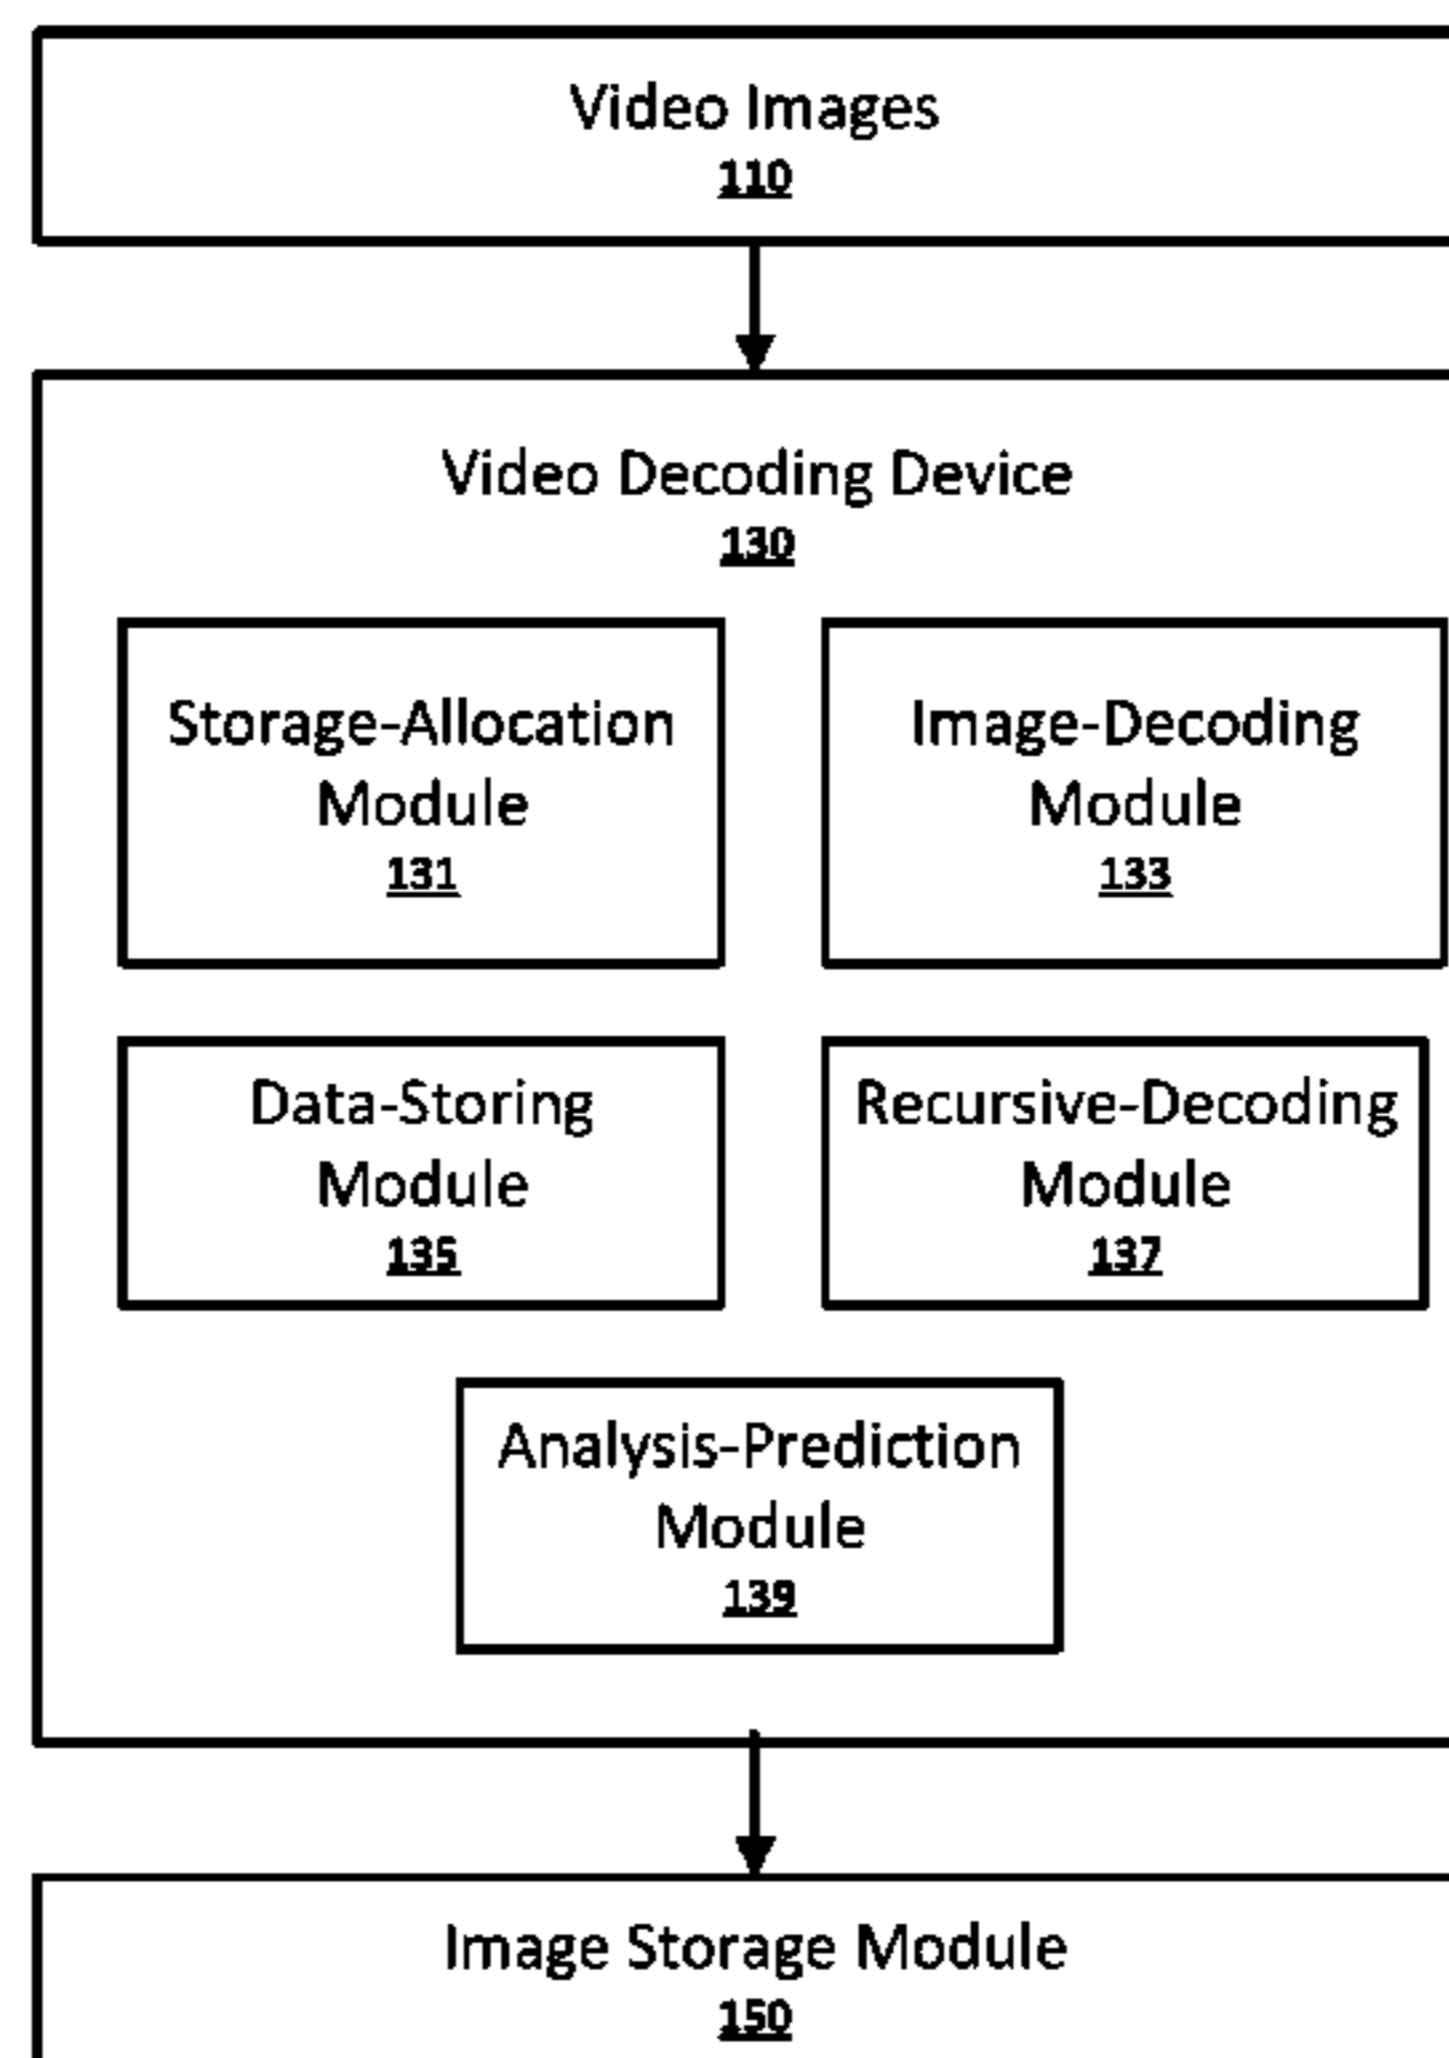 Video Images
110
Video Decoding Device
130
Storage-Allocation
Module
131
Image-Decoding
Module
133
Data-Storing
Module
135
Recursive-Decoding
Module
137
Analysis-Prediction
Module
139
Image Storage Module
150